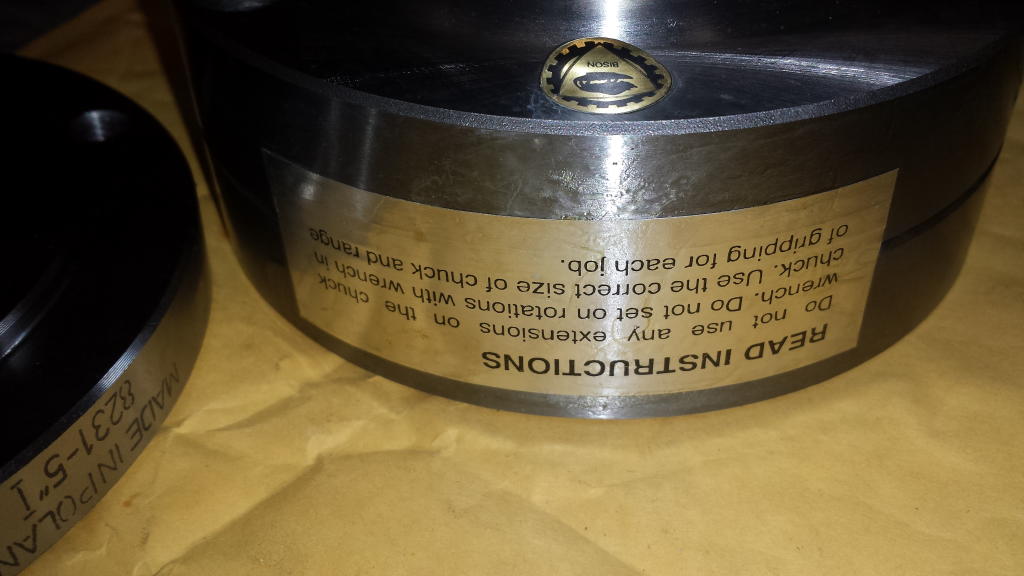 BISON
READ INSTRUCTIONS
Do not use any extensions on the chuck
wrench. Do not set on rotations with wrench in
chuck. Use the correct size of chuck and range
of gripping for each job.
MADE IN POLAN
8231-5" I